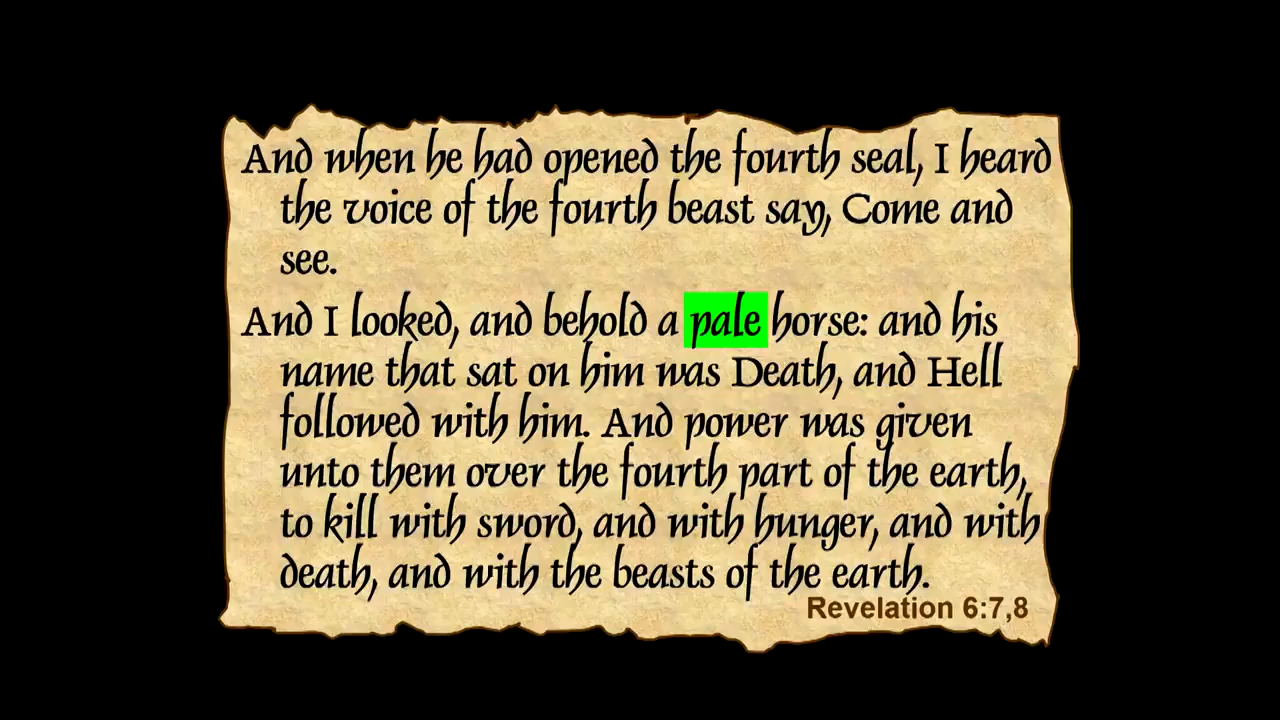 And when he had opened the fourth seal, I heard
the voice of the fourth beast say, Come and
see.
And I looked, and behold a pale horse: and his
name that sat on him was Death, and Hell
followed with him. And power was given
unto them over the fourth part of the earth,
to kill with sword, and with hunger, and with
death, and with the beasts of the earth.
Revelation 6:7,8